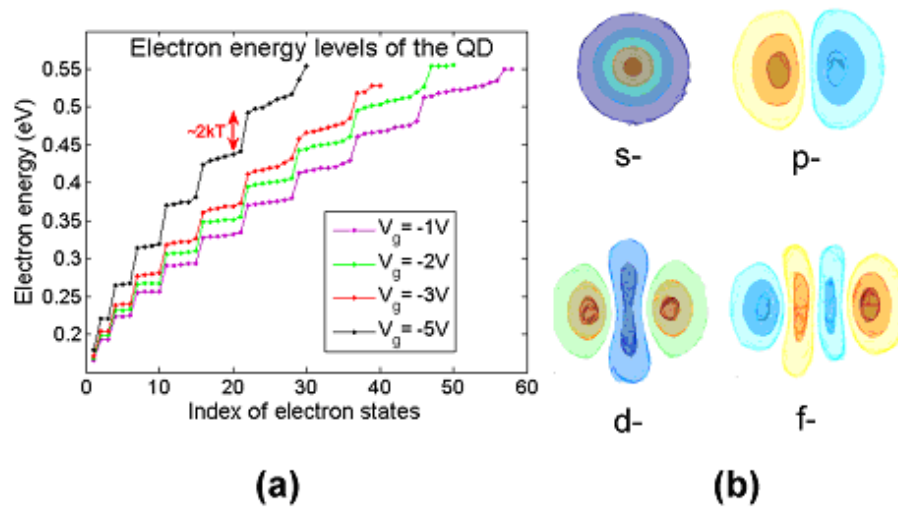 Electron energy levels of the QD
Electron energy (eV)
0.55
0.5
0.45
0.4
0.35
0.3
0.25
0.2
~2kT
V_g = -1V
V_g = -2V
V_g = -3V
V_g = -5V
0 10 20 30 40 50 60
Index of electron states
(a)
s-
p-
d-
f-
(b)